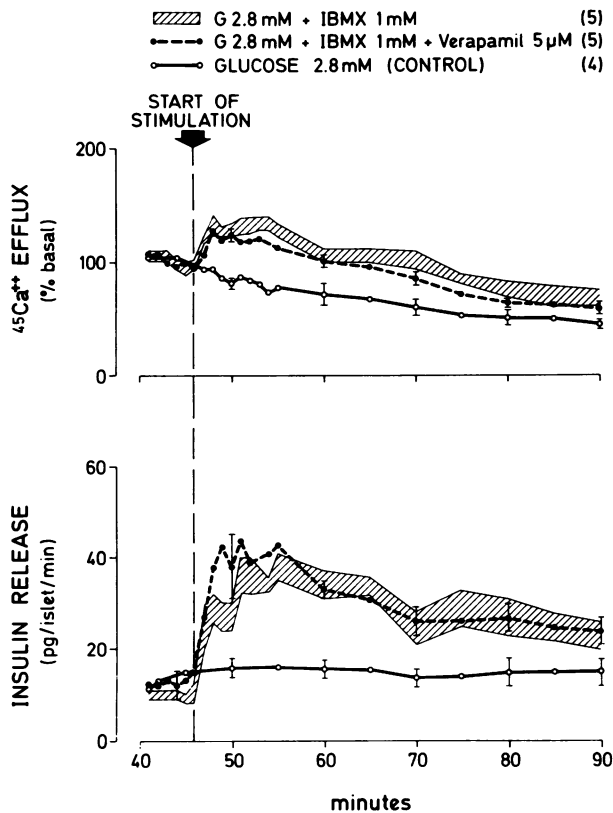 G 2.8 mM + IBMX 1 mM (5)
G 2.8 mM + IBMX 1 mM + Verapamil 5 µM (5)
GLUCOSE 2.8 mM (CONTROL) (4)
START OF
STIMULATION
200
100
0
45Ca++ EFFLUX
(% basal)
60
40
20
0
INSULIN RELEASE
(pg/islet/min)
40 50 60 70 80 90
minutes